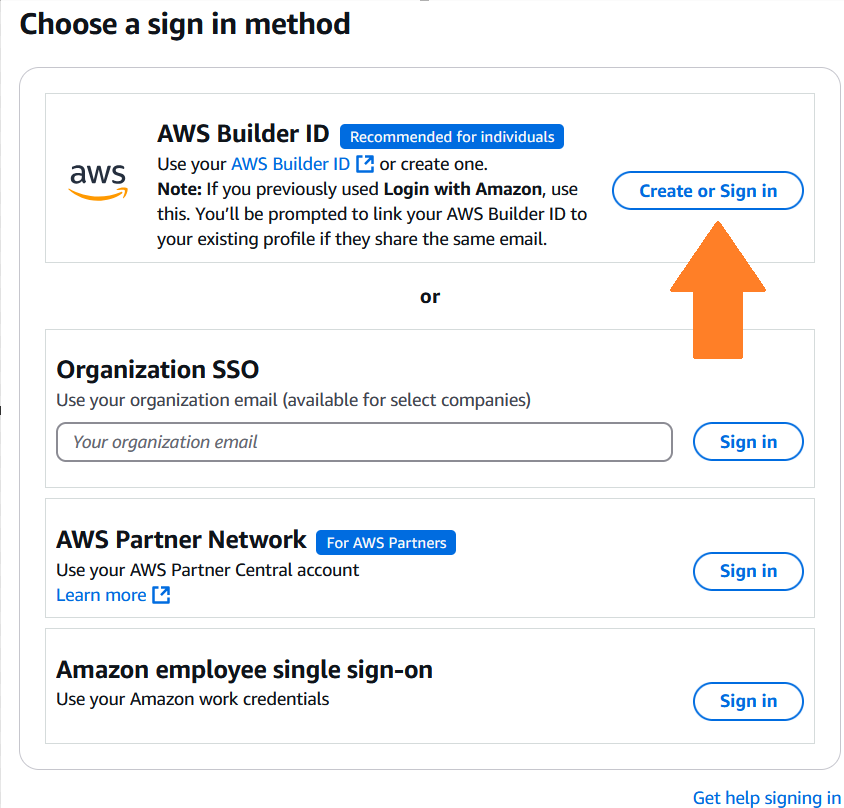 Choose a sign in method
AWS Builder ID Recommended for individuals
aws
Use your AWS Builder ID or create one.
Note: If you previously used Login with Amazon, use
this. You’ll be prompted to link your AWS Builder ID to
your existing profile if they share the same email.
Create or Sign in
or
Organization SSO
Use your organization email (available for select companies)
Your organization email
Sign in
AWS Partner Network For AWS Partners
Use your AWS Partner Central account
Learn more
Sign in
Amazon employee single sign-on
Use your Amazon work credentials
Sign in
Get help signing in